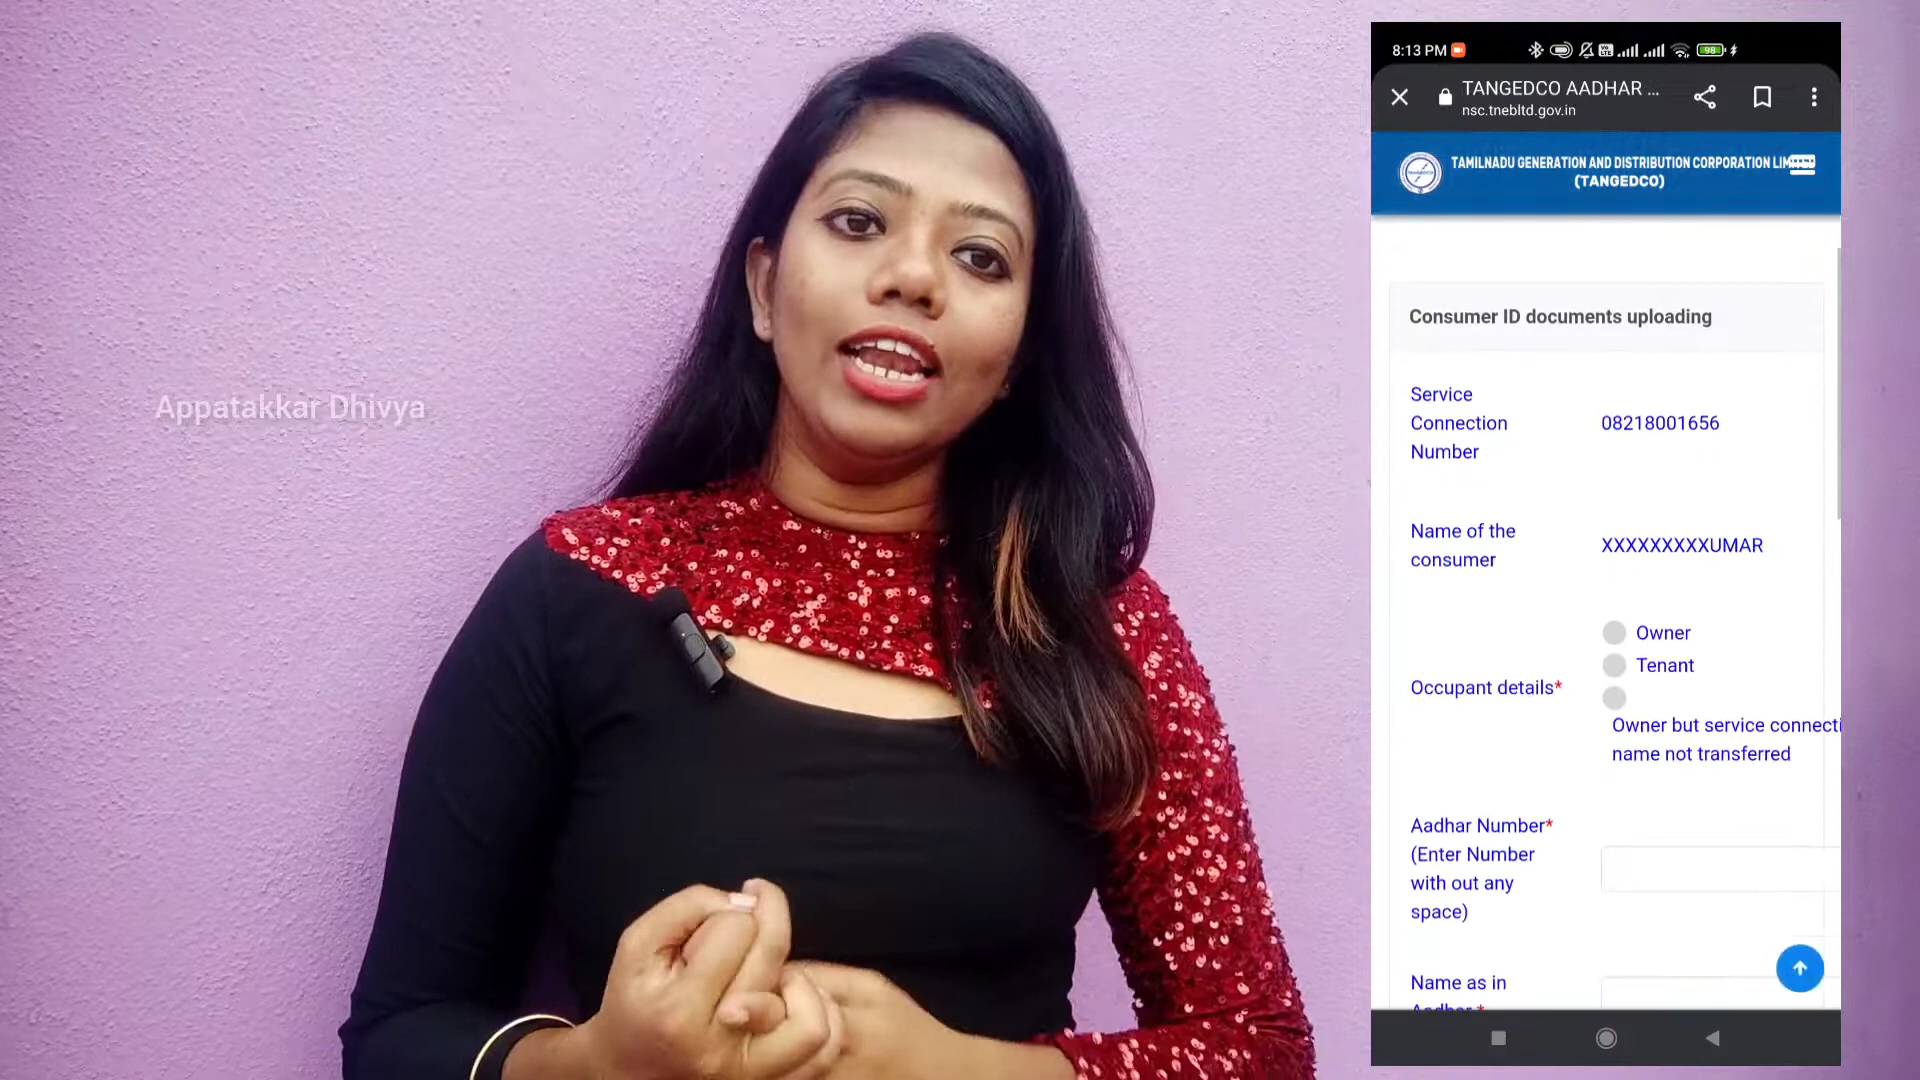 Appatakkar Dhivya
8:13 PM
98
TANGEDCO AADHAR ...
nsc.tnebltd.gov.in
TAMILNADU GENERATION AND DISTRIBUTION CORPORATION
(TANGEDCO)
Consumer ID documents uploading
Service
Connection
Number
08218001656
Name of the
consumer
XXXXXXXXXUMAR
Owner
Tenant
Occupant details*
Owner but service connecti
name not transferred
Aadhar Number*
(Enter Number
with out any
space)
Name as in